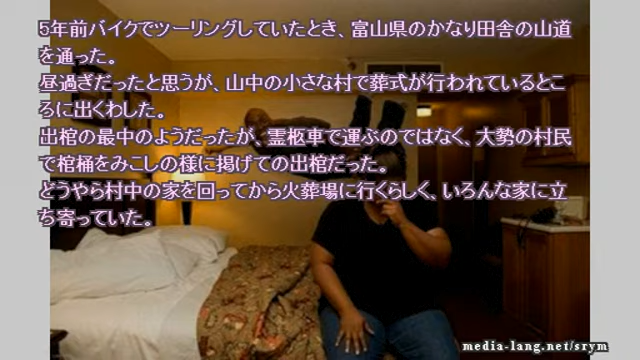 5年前バイクでツーリングしていたとき、富山県のかなり田舎の山道
を通った。
昼過ぎだったと思うが、山中の小さな村で葬式が行われているとこ
ろに出くわした。
出棺の最中のようだったが、霊柩車で運ぶのではなく、大勢の村民
で棺桶をみこしの様に掲げての出棺だった。
どうやら村中の家を回ってから火葬場に行くらしく、いろんな家に立
ち寄っていた。
media-lang.net/srym